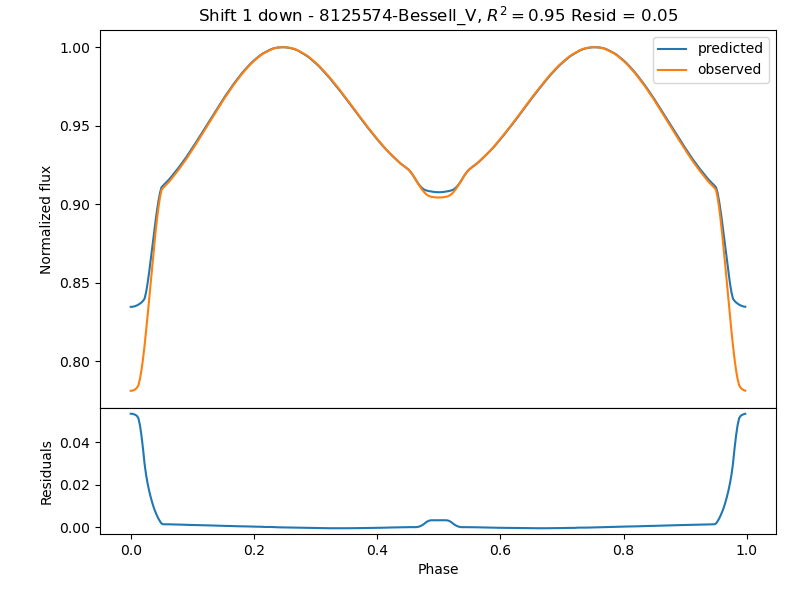 Shift 1 down - 8125574-Bessell_V, R² = 0.95 Resid = 0.05
predicted
observed
Normalized flux
1.00
0.95
0.90
0.85
0.80
Residuals
0.04
0.02
0.00
0.0 0.2 0.4 0.6 0.8 1.0
Phase